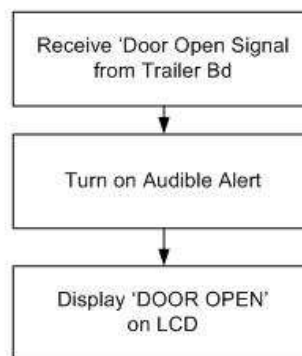 Receive ‘Door Open Signal
from Trailer Bd
Turn on Audible Alert
Display ‘DOOR OPEN’
on LCD